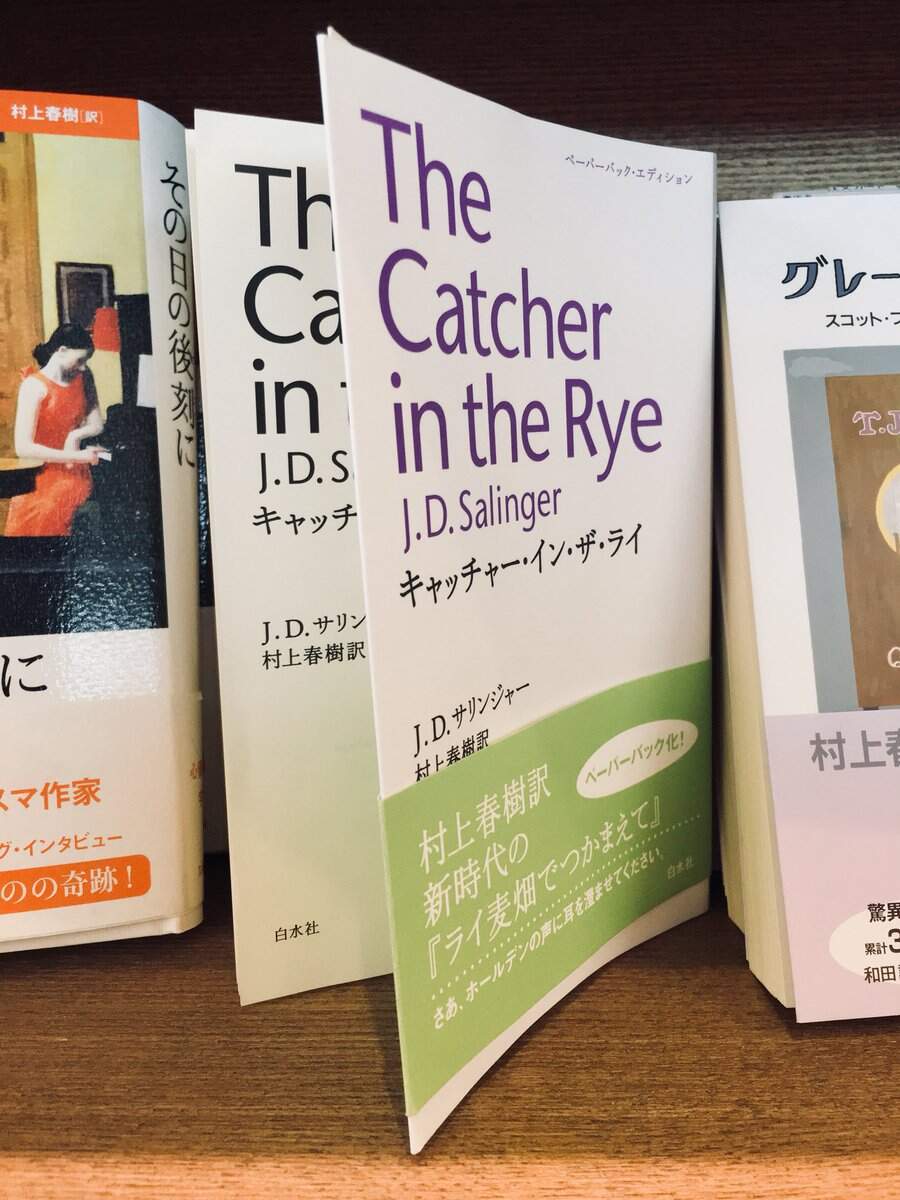 村上春樹[訳]
その日の後刻に
に
スマ作家
グ・インタビュー
のの奇跡!
Th
Ca
in t
J.D.Sa
キャッチ
J.D.サリン
村上春樹訳
白水社
ペーパーバック・エディション
The
Catcher
in the Rye
J.D.Salinger
キャッチャー・イン・ザ・ライ
J.D.サリンジャー
村上春樹訳
ペーパーバック化!
村上春樹訳
新時代の
『ライ麦畑でつかまえて』
さあ、ホールデンの声に耳を澄ませてください。
白水社
グレー
スコット・フ
T.J
村上春
驚異
累計3
和田